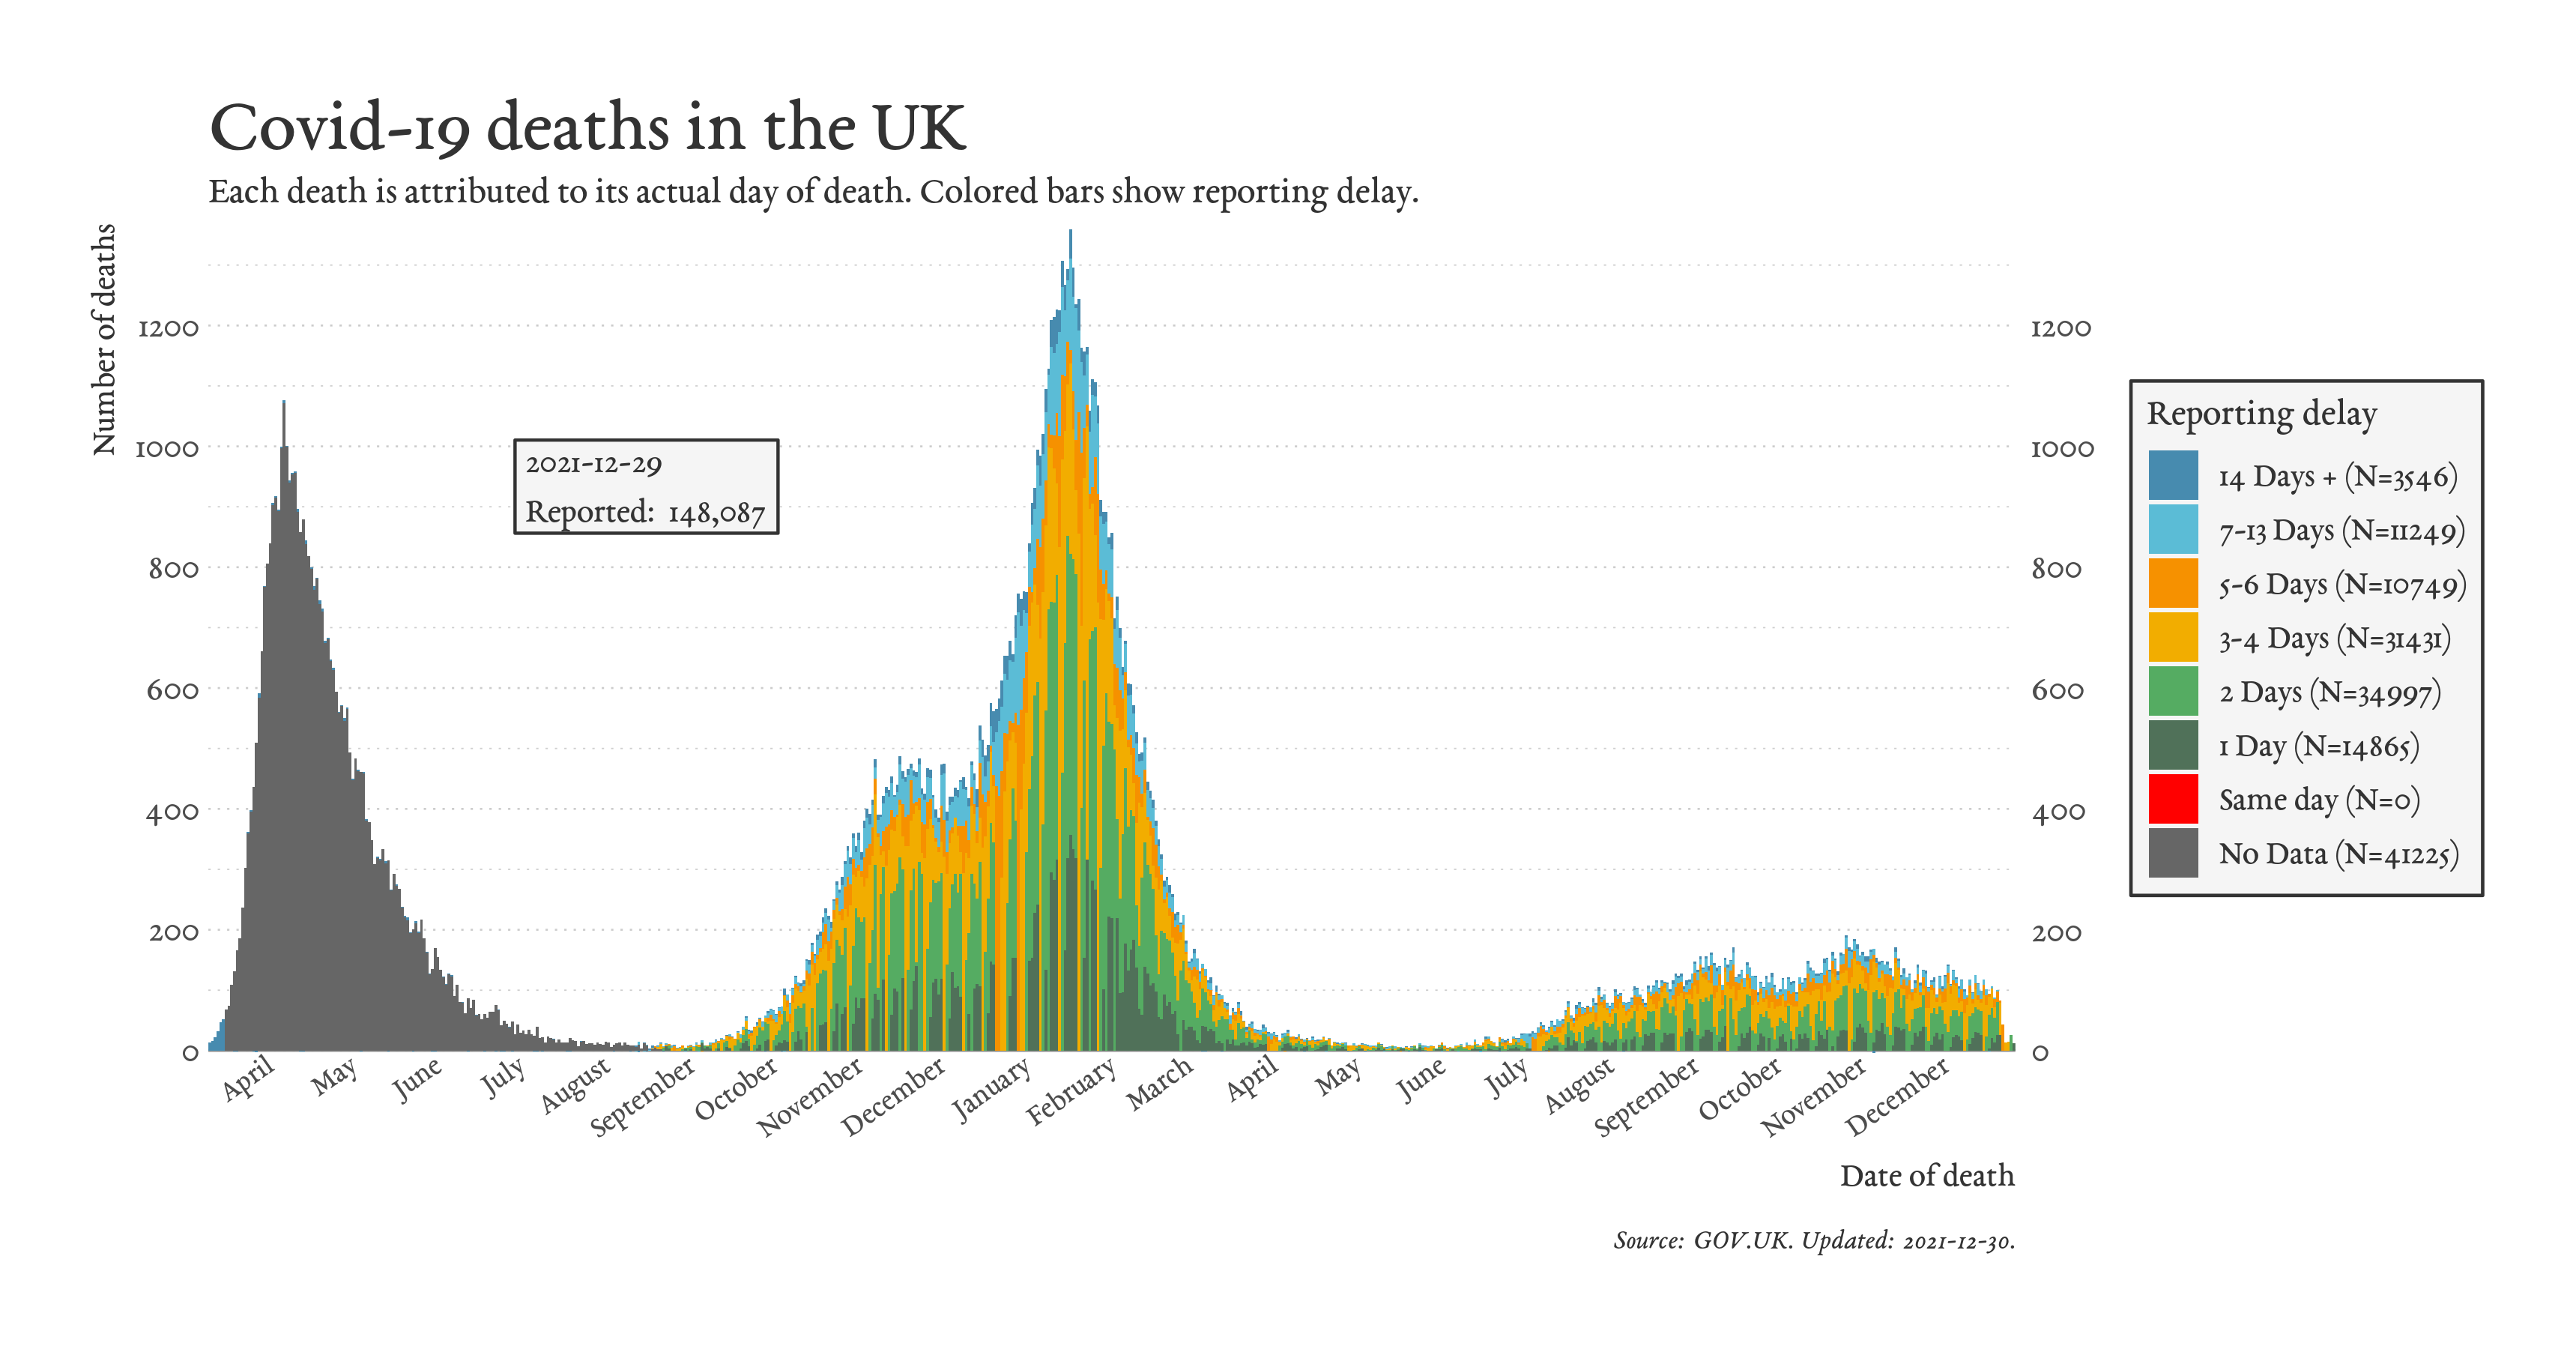 Covid-19 deaths in the UK
Each death is attributed to its actual day of death. Colored bars show reporting delay.
Number of deaths
1200
1000
800
600
400
200
0
2021-12-29
Reported: 148,087
1200
1000
800
600
400
200
0
April
May
June
July
August
September
October
November
December
January
February
March
April
May
June
July
August
September
October
November
December
Date of death
Reporting delay
14 Days + (N=3546)
7-13 Days (N=11249)
5-6 Days (N=10749)
3-4 Days (N=31431)
2 Days (N=34997)
1 Day (N=14865)
Same day (N=0)
No Data (N=41225)
Source: GOV.UK. Updated: 2021-12-30.